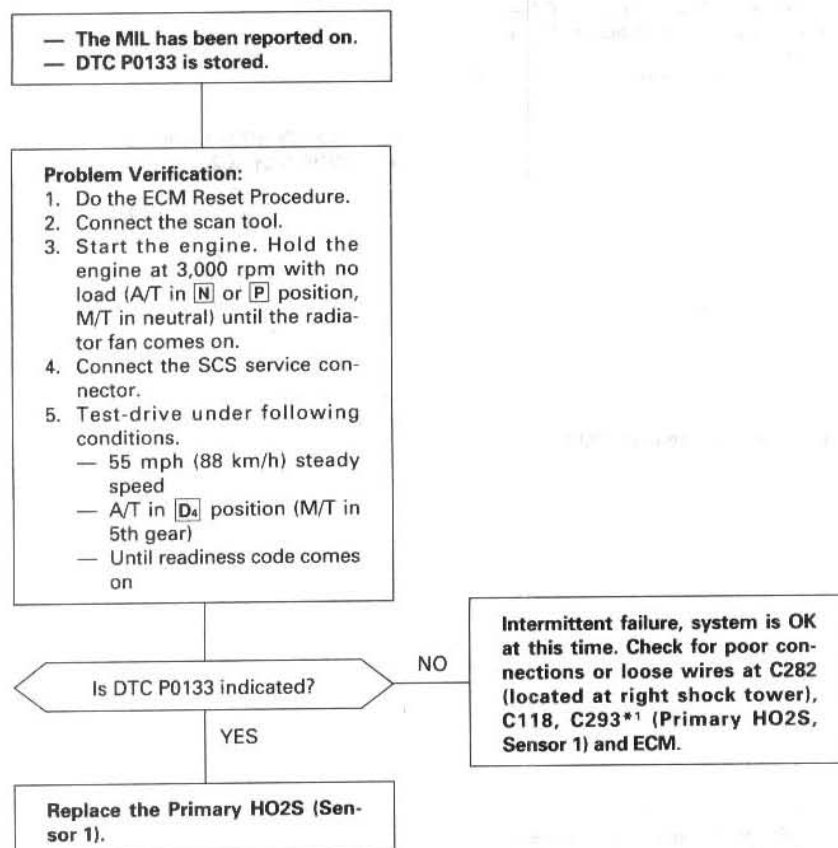 — The MIL has been reported on.
— DTC P0133 is stored.
Problem Verification:
1. Do the ECM Reset Procedure.
2. Connect the scan tool.
3. Start the engine. Hold the
engine at 3,000 rpm with no
load (A/T in N or P position,
M/T in neutral) until the radia-
tor fan comes on.
4. Connect the SCS service con-
nector.
5. Test-drive under following
conditions.
— 55 mph (88 km/h) steady
speed
— A/T in D4 position (M/T in
5th gear)
— Until readiness code comes
on
Is DTC P0133 indicated?
NO
Intermittent failure, system is OK
at this time. Check for poor con-
nections or loose wires at C282
(located at right shock tower),
C118, C293*1 (Primary HO2S,
Sensor 1) and ECM.
YES
Replace the Primary HO2S (Sen-
sor 1).